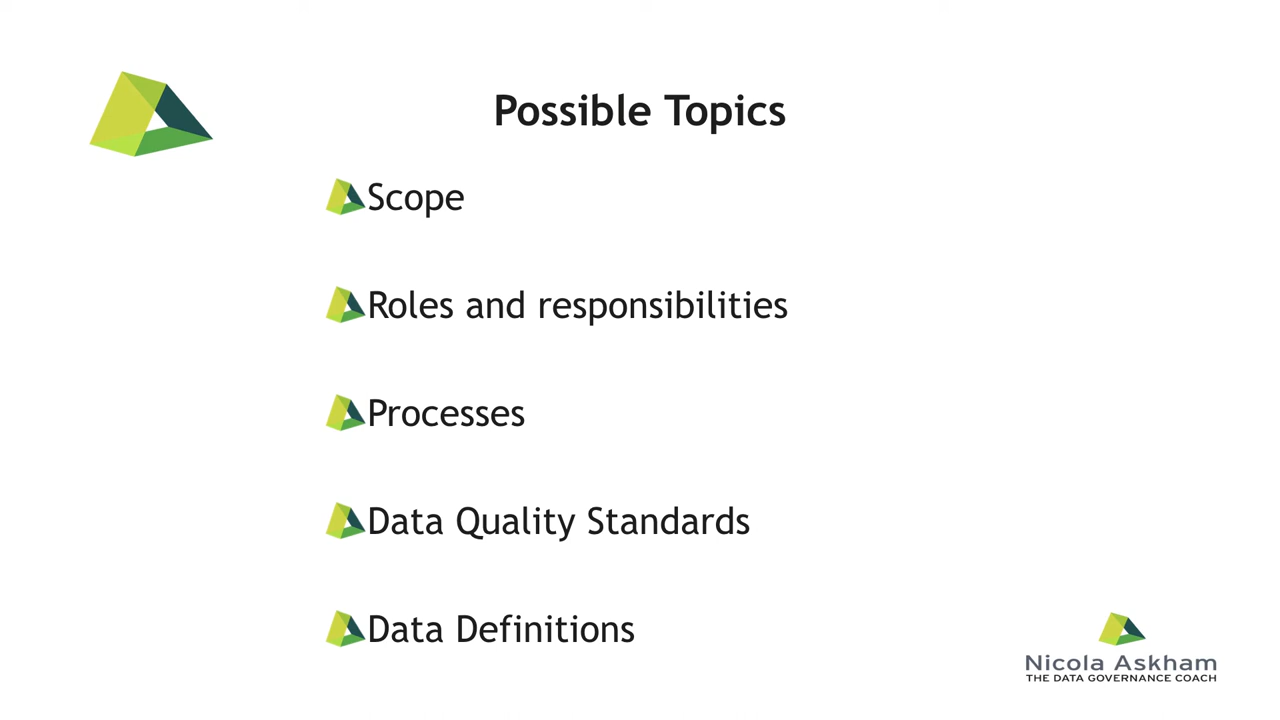 Possible Topics
Scope
Roles and responsibilities
Processes
Data Quality Standards
Data Definitions
Nicola Askham
THE DATA GOVERNANCE COACH